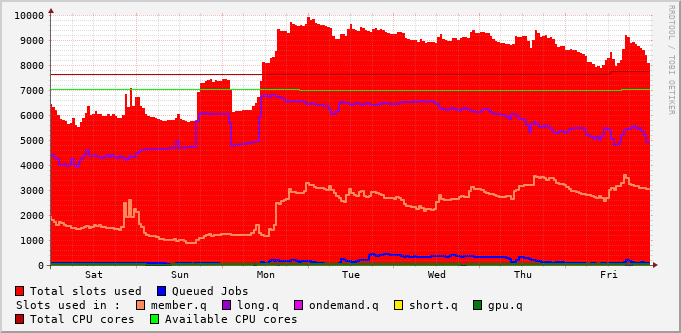 10000
9000
8000
7000
6000
5000
4000
3000
2000
1000
0
Sat Sun Mon Tue Wed Thu Fri
RRDTOOL / TOBI OETIKER
Total slots used Queued Jobs
Slots used in : member.q long.q ondemand.q short.q gpu.q
Total CPU cores Available CPU cores